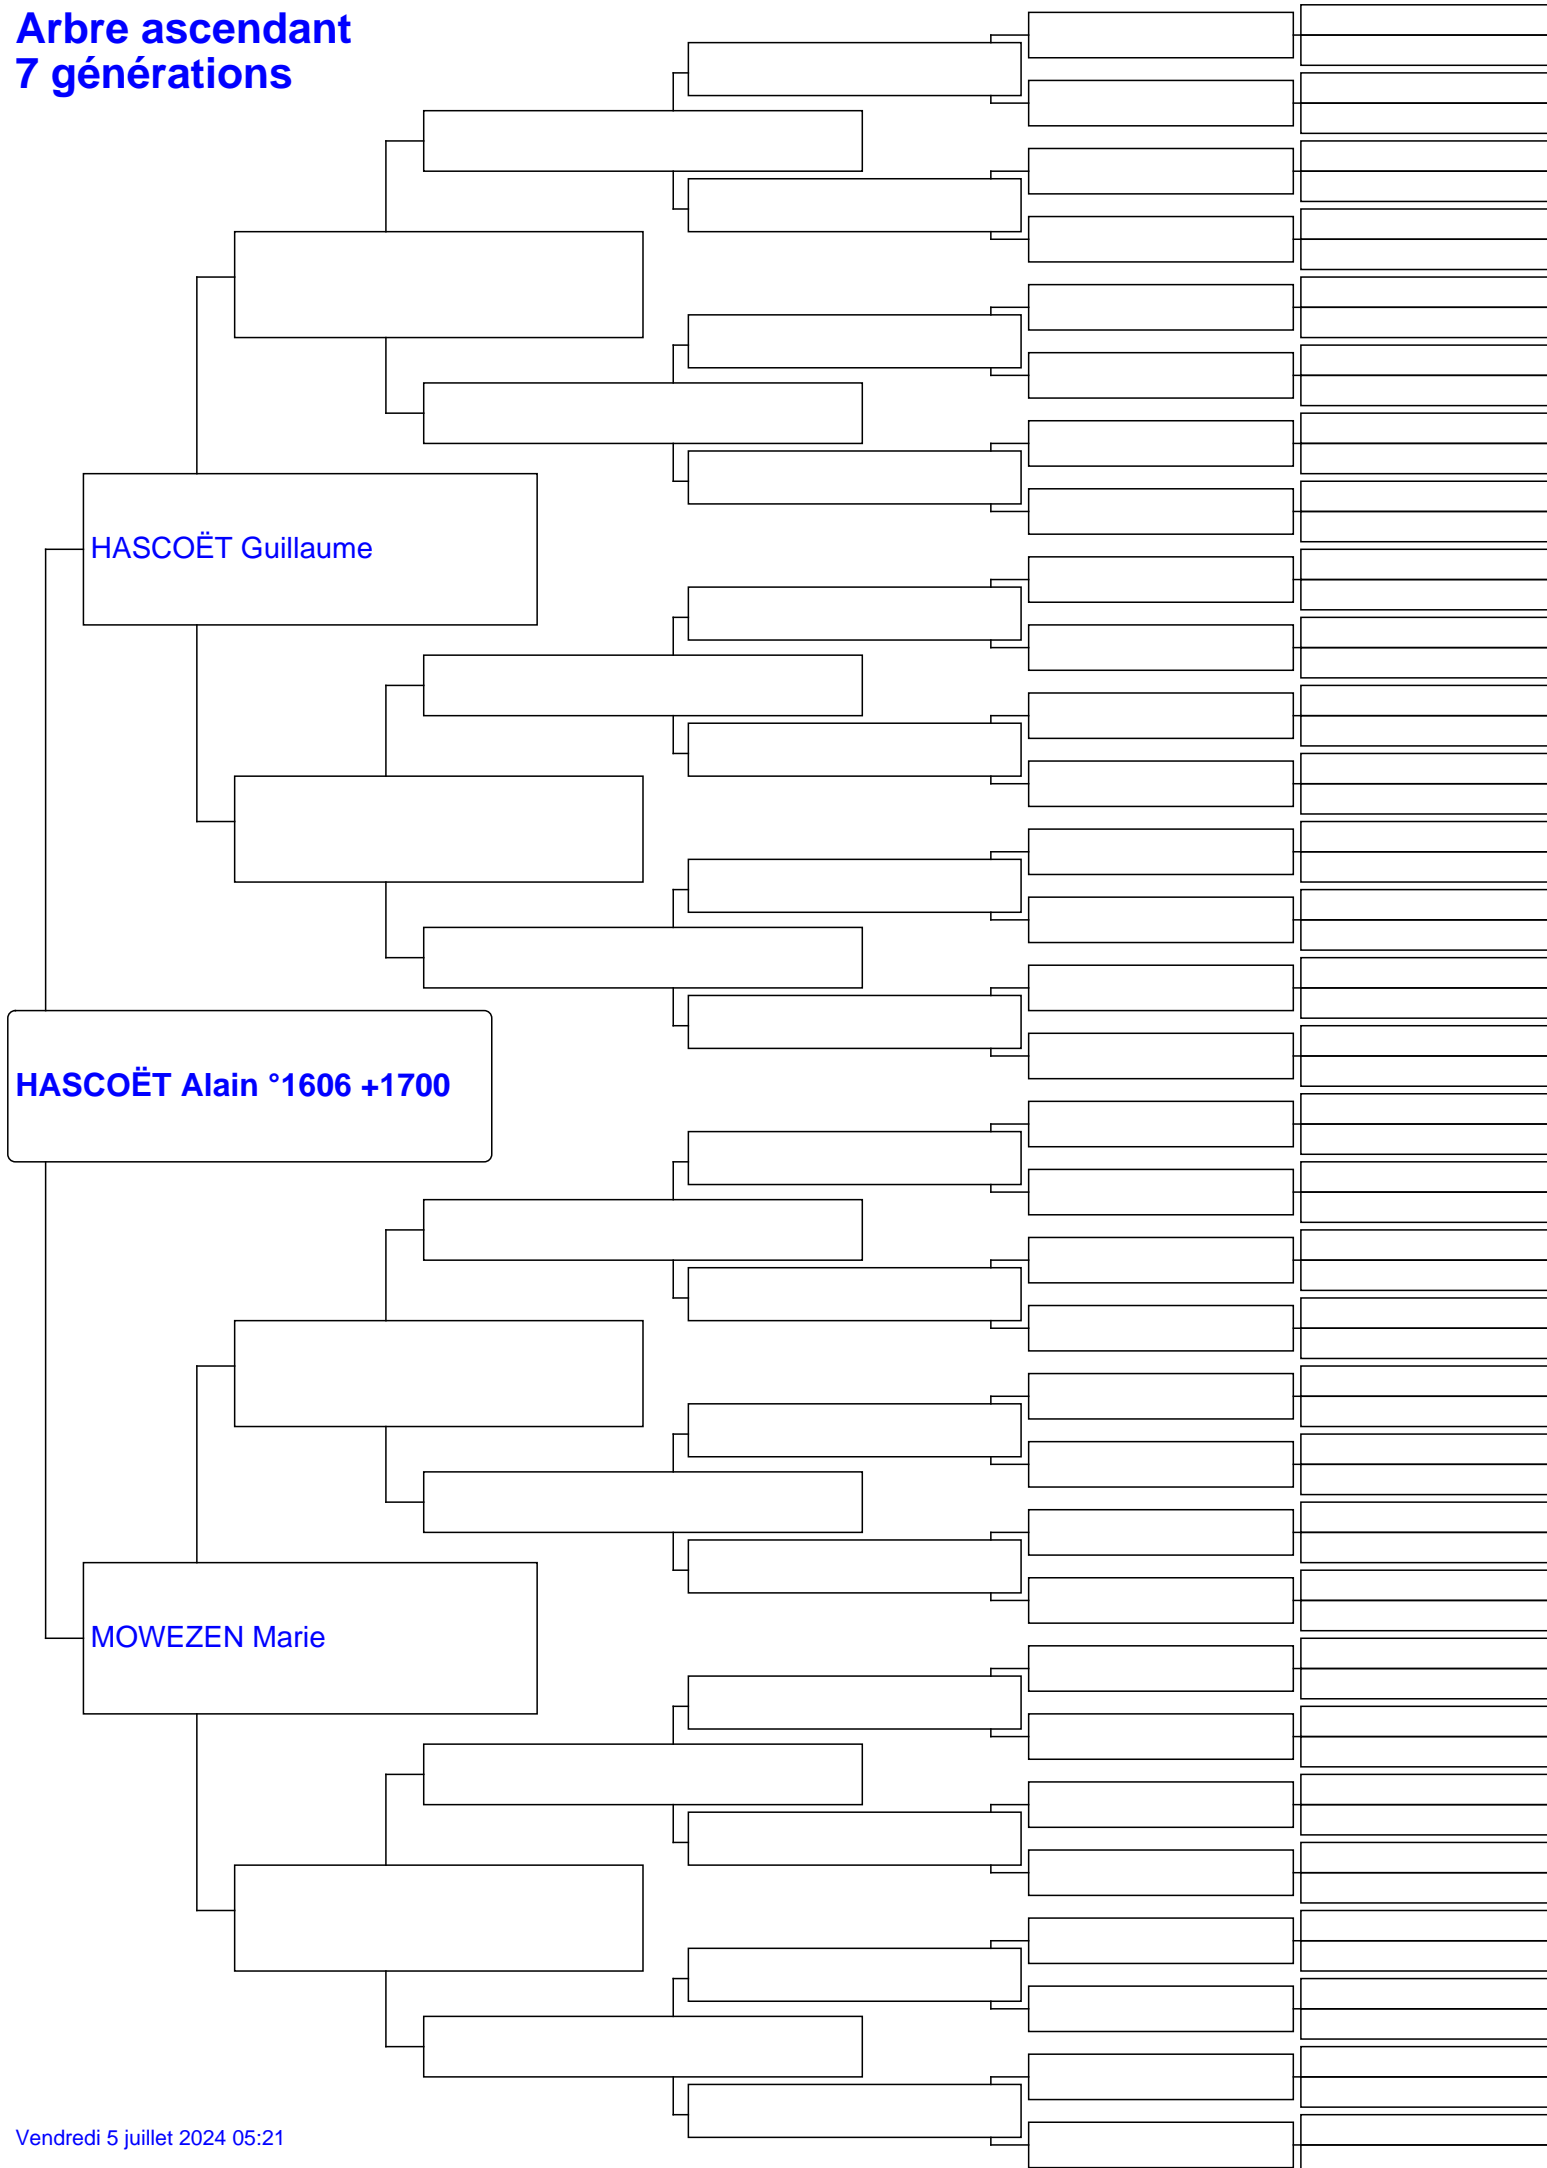 Arbre ascendant
7 générations
HASCOËT Guillaume
HASCOËT Alain °1606 +1700
MOWEZEN Marie
Vendredi 5 juillet 2024 05:21